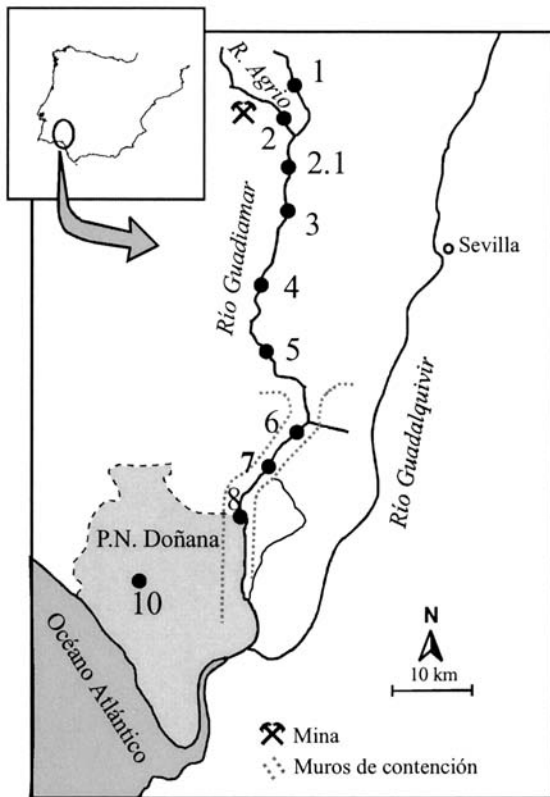 1
R. Agrio
2
2.1
3
Sevilla
Río Guadiamar
4
5
Río Guadalquivir
6
7
8
P.N. Doñana
10
Océano Atlántico
N
10 km
Mina
Muros de contención